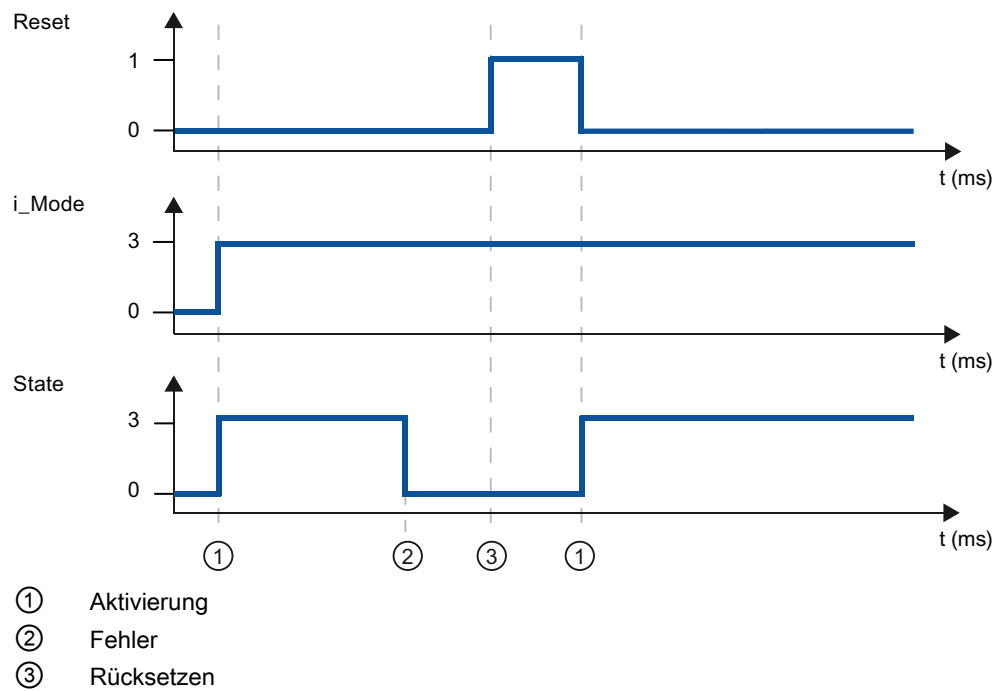 Reset
1
0
t (ms)
i_Mode
3
0
t (ms)
State
3
0
t (ms)
① ② ③ ①
① Aktivierung
② Fehler
③ Rücksetzen